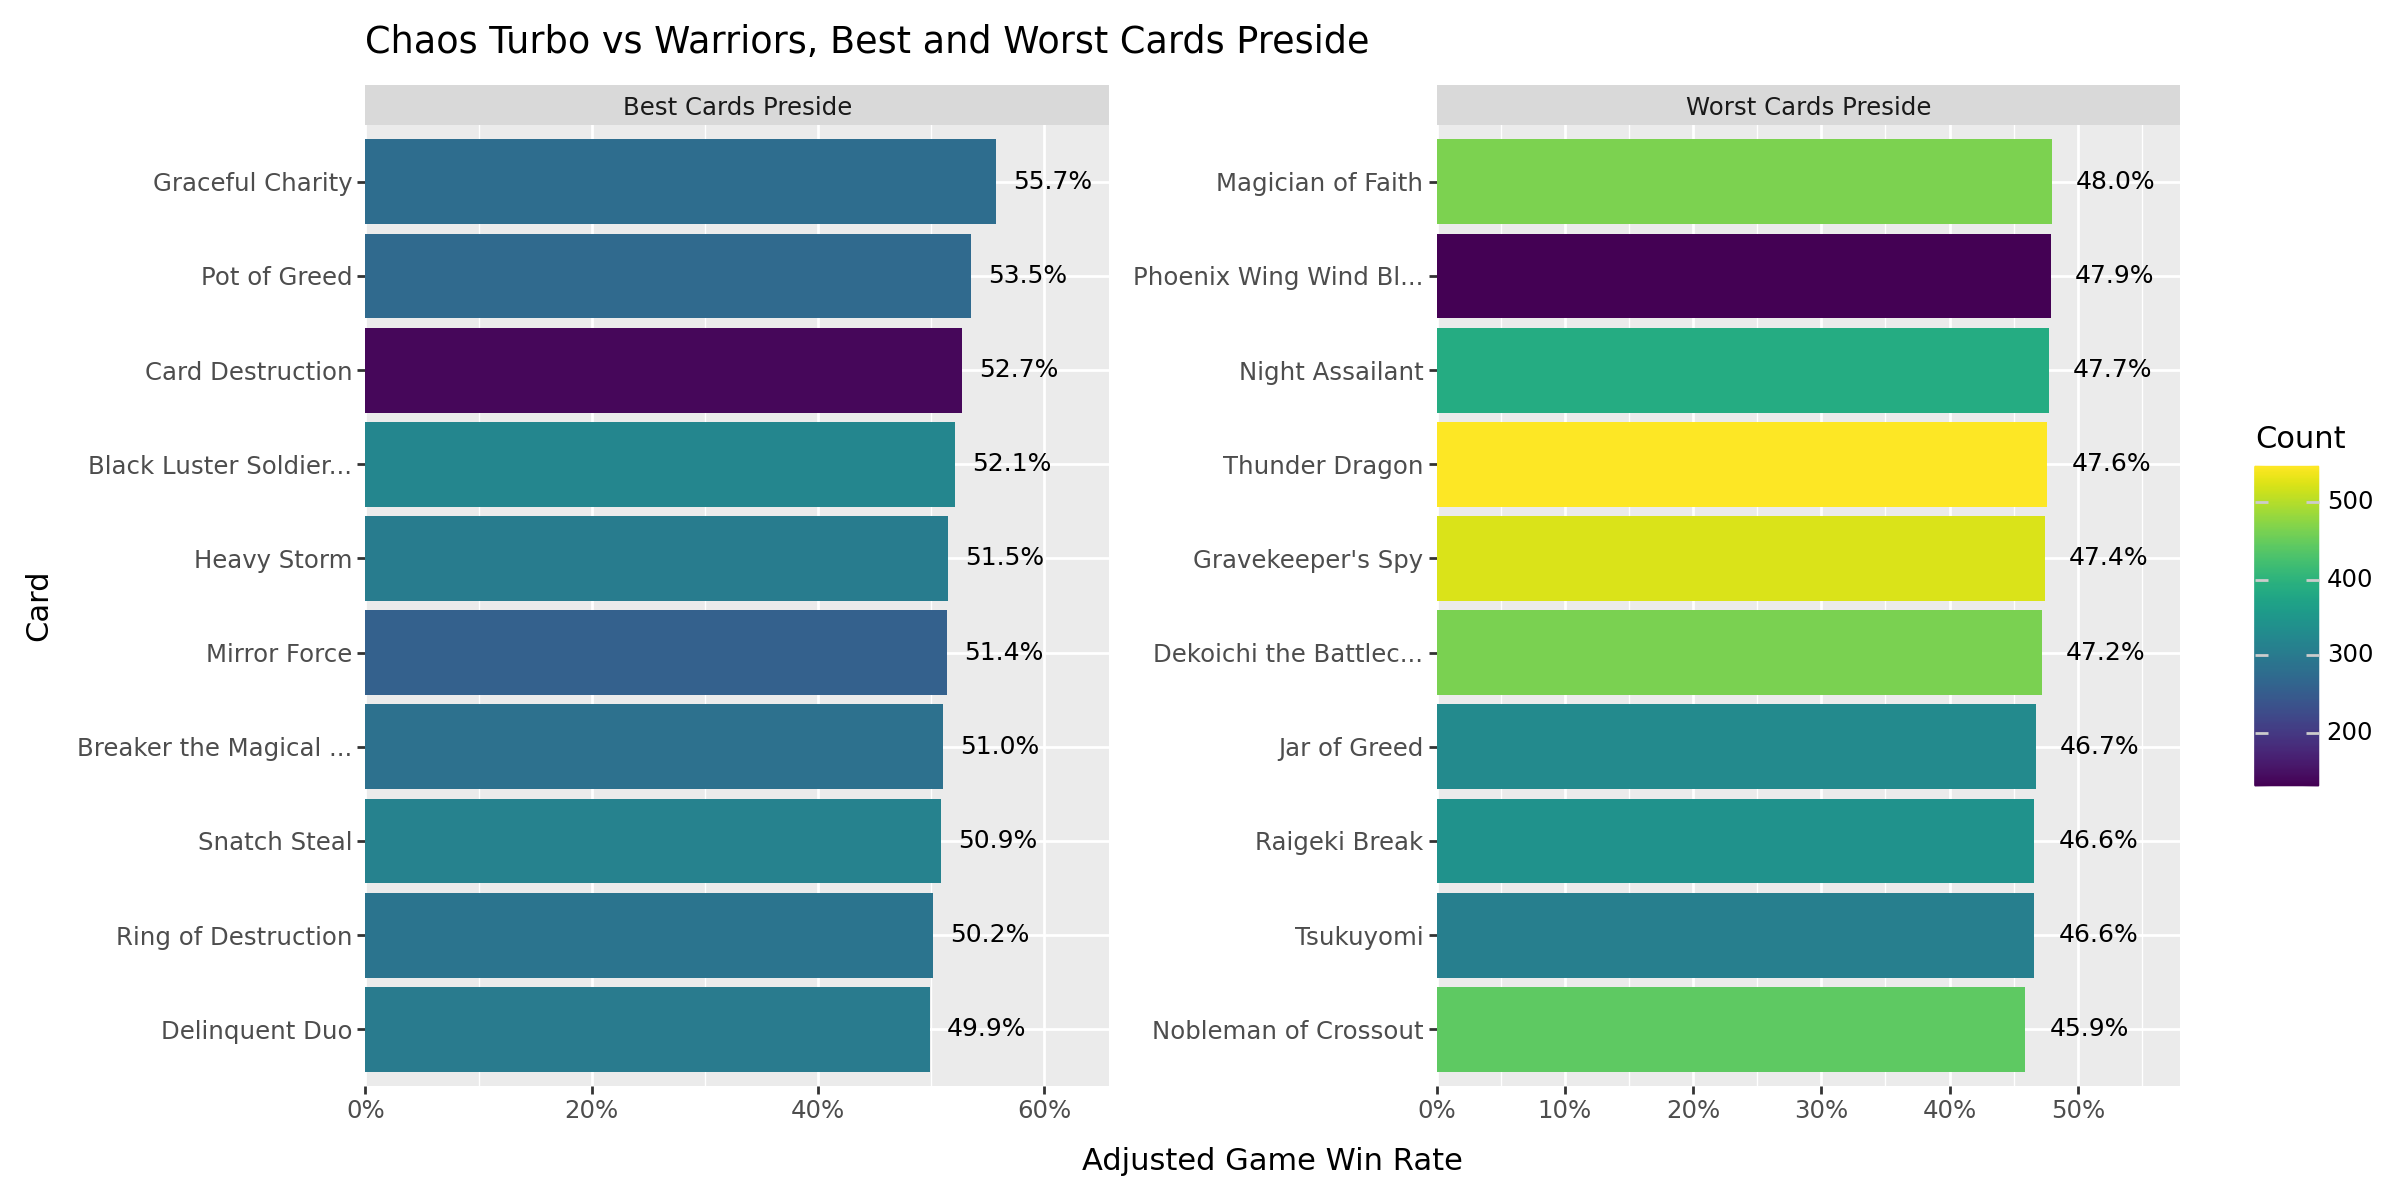 Chaos Turbo vs Warriors, Best and Worst Cards Preside
Best Cards Preside
Graceful Charity 55.7%
Pot of Greed 53.5%
Card Destruction 52.7%
Black Luster Soldier... 52.1%
Heavy Storm 51.5%
Mirror Force 51.4%
Breaker the Magical ... 51.0%
Snatch Steal 50.9%
Ring of Destruction 50.2%
Delinquent Duo 49.9%
0% 20% 40% 60%
Worst Cards Preside
Magician of Faith 48.0%
Phoenix Wing Wind Bl... 47.9%
Night Assailant 47.7%
Thunder Dragon 47.6%
Gravekeeper's Spy 47.4%
Dekoichi the Battlec... 47.2%
Jar of Greed 46.7%
Raigeki Break 46.6%
Tsukuyomi 46.6%
Nobleman of Crossout 45.9%
0% 10% 20% 30% 40% 50%
Card
Adjusted Game Win Rate
Count
500
400
300
200